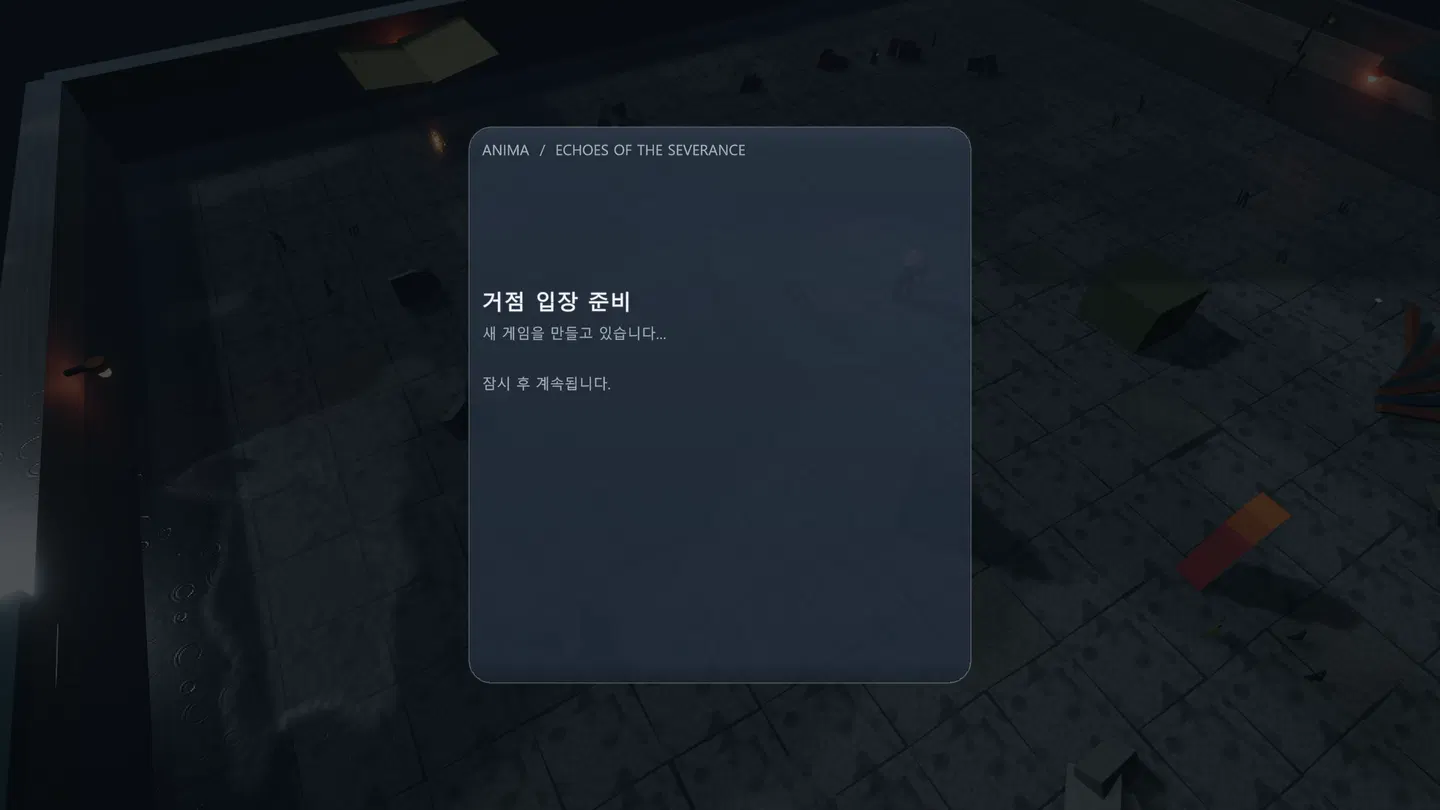 ANIMA / ECHOES OF THE SEVERANCE
거점 입장 준비
새 게임을 만들고 있습니다...
잠시 후 계속됩니다.